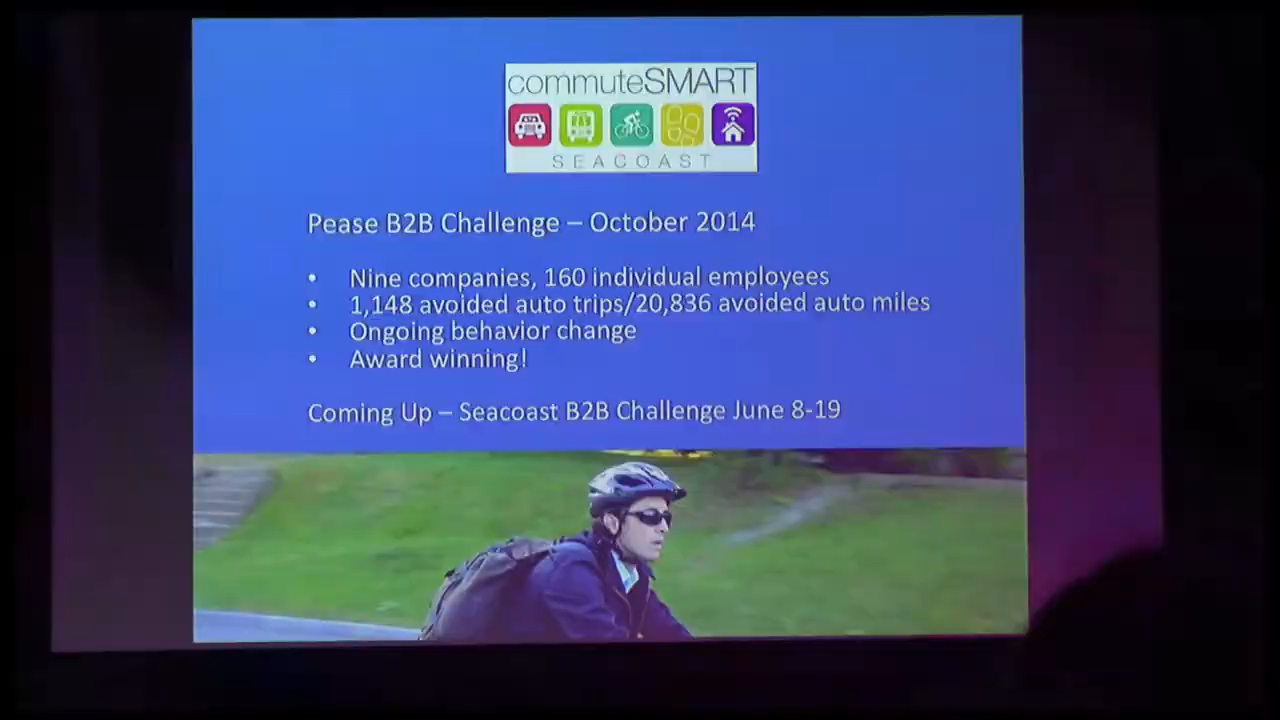 commuteSMART
SEACOAST
Pease B2B Challenge – October 2014
• Nine companies, 160 individual employees
• 1,148 avoided auto trips/20,836 avoided auto miles
• Ongoing behavior change
• Award winning!
Coming Up – Seacoast B2B Challenge June 8-19